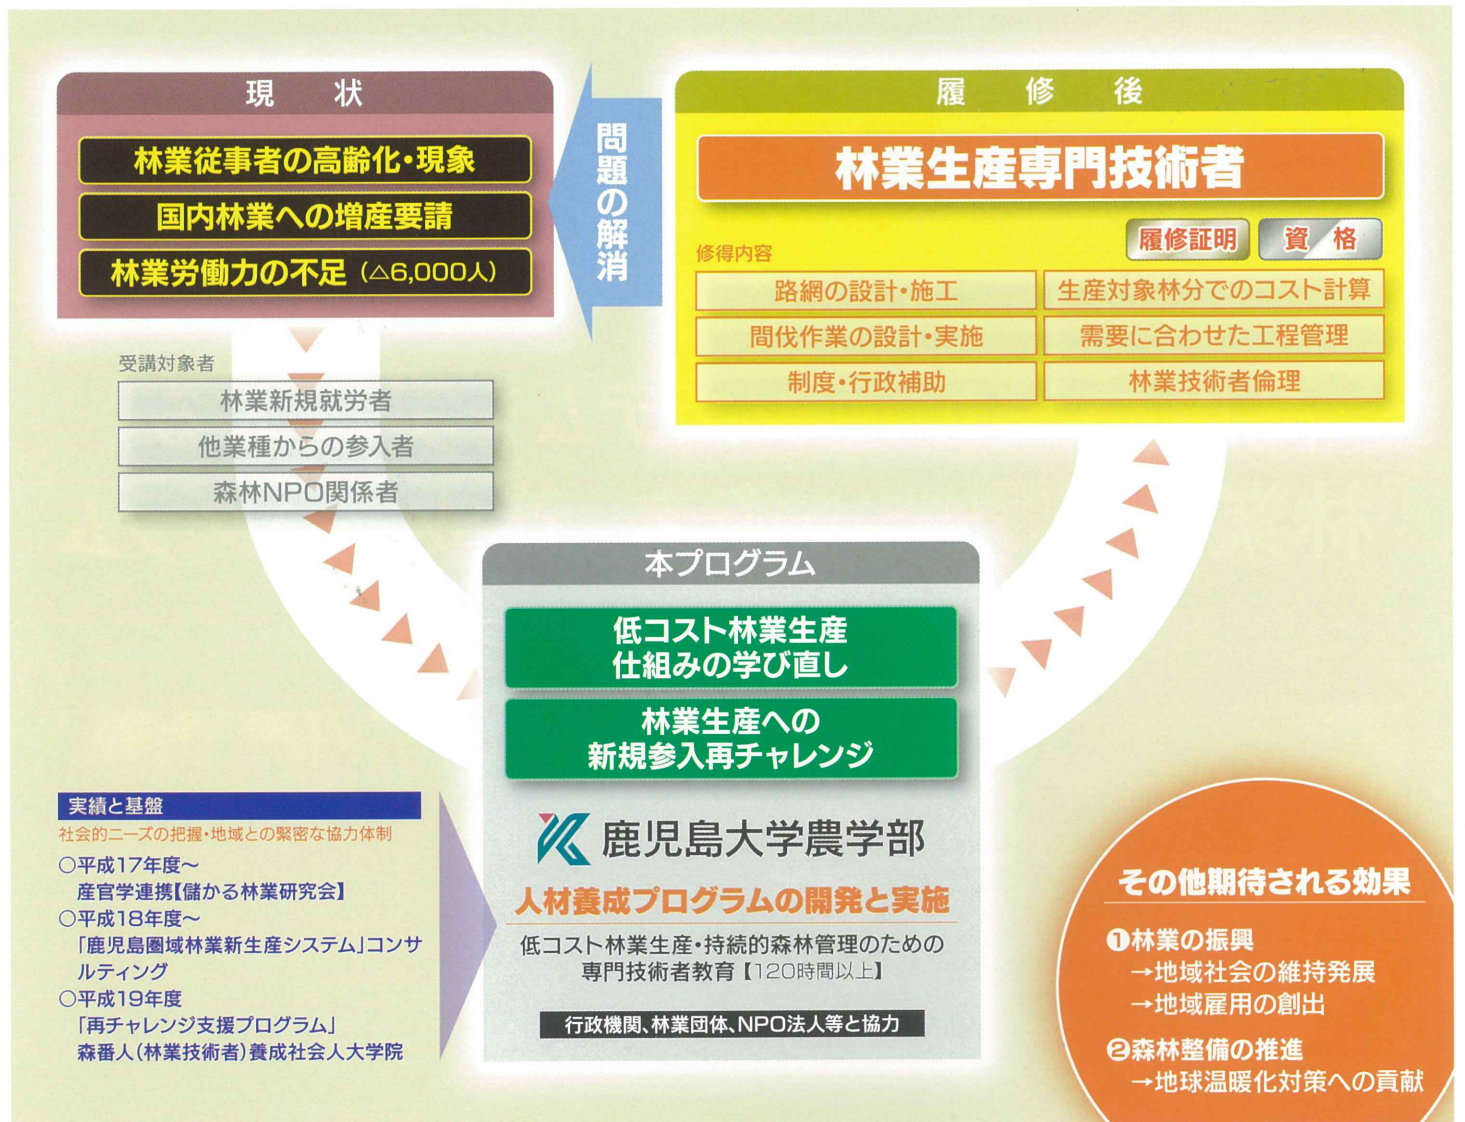 現状
林業従事者の高齢化・現象
国内林業への増産要請
林業労働力の不足（△6,000人）
問題の解消
履修後
林業生産専門技術者
履修証明
資格
修得内容
路網の設計・施工
生産対象林分でのコスト計算
間伐作業の設計・実施
需要に合わせた工程管理
制度・行政補助
林業技術者倫理
受講対象者
林業新規就労者
他業種からの参入者
森林NPO関係者
本プログラム
低コスト林業生産
仕組みの学び直し
林業生産への
新規参入再チャレンジ
鹿児島大学農学部
人材養成プログラムの開発と実施
低コスト林業生産・持続的森林管理のための
専門技術者教育【120時間以上】
行政機関、林業団体、NPO法人等と協力
実績と基盤
社会的ニーズの把握・地域との緊密な協力体制
○平成17年度～
産官学連携【儲かる林業研究会】
○平成18年度～
「鹿児島圏域林業新生産システム」コンサ
ルティング
○平成19年度
「再チャレンジ支援プログラム」
森番人（林業技術者）養成社会人大学院
その他期待される効果
❶林業の振興
→地域社会の維持発展
→地域雇用の創出
❷森林整備の推進
→地球温暖化対策への貢献